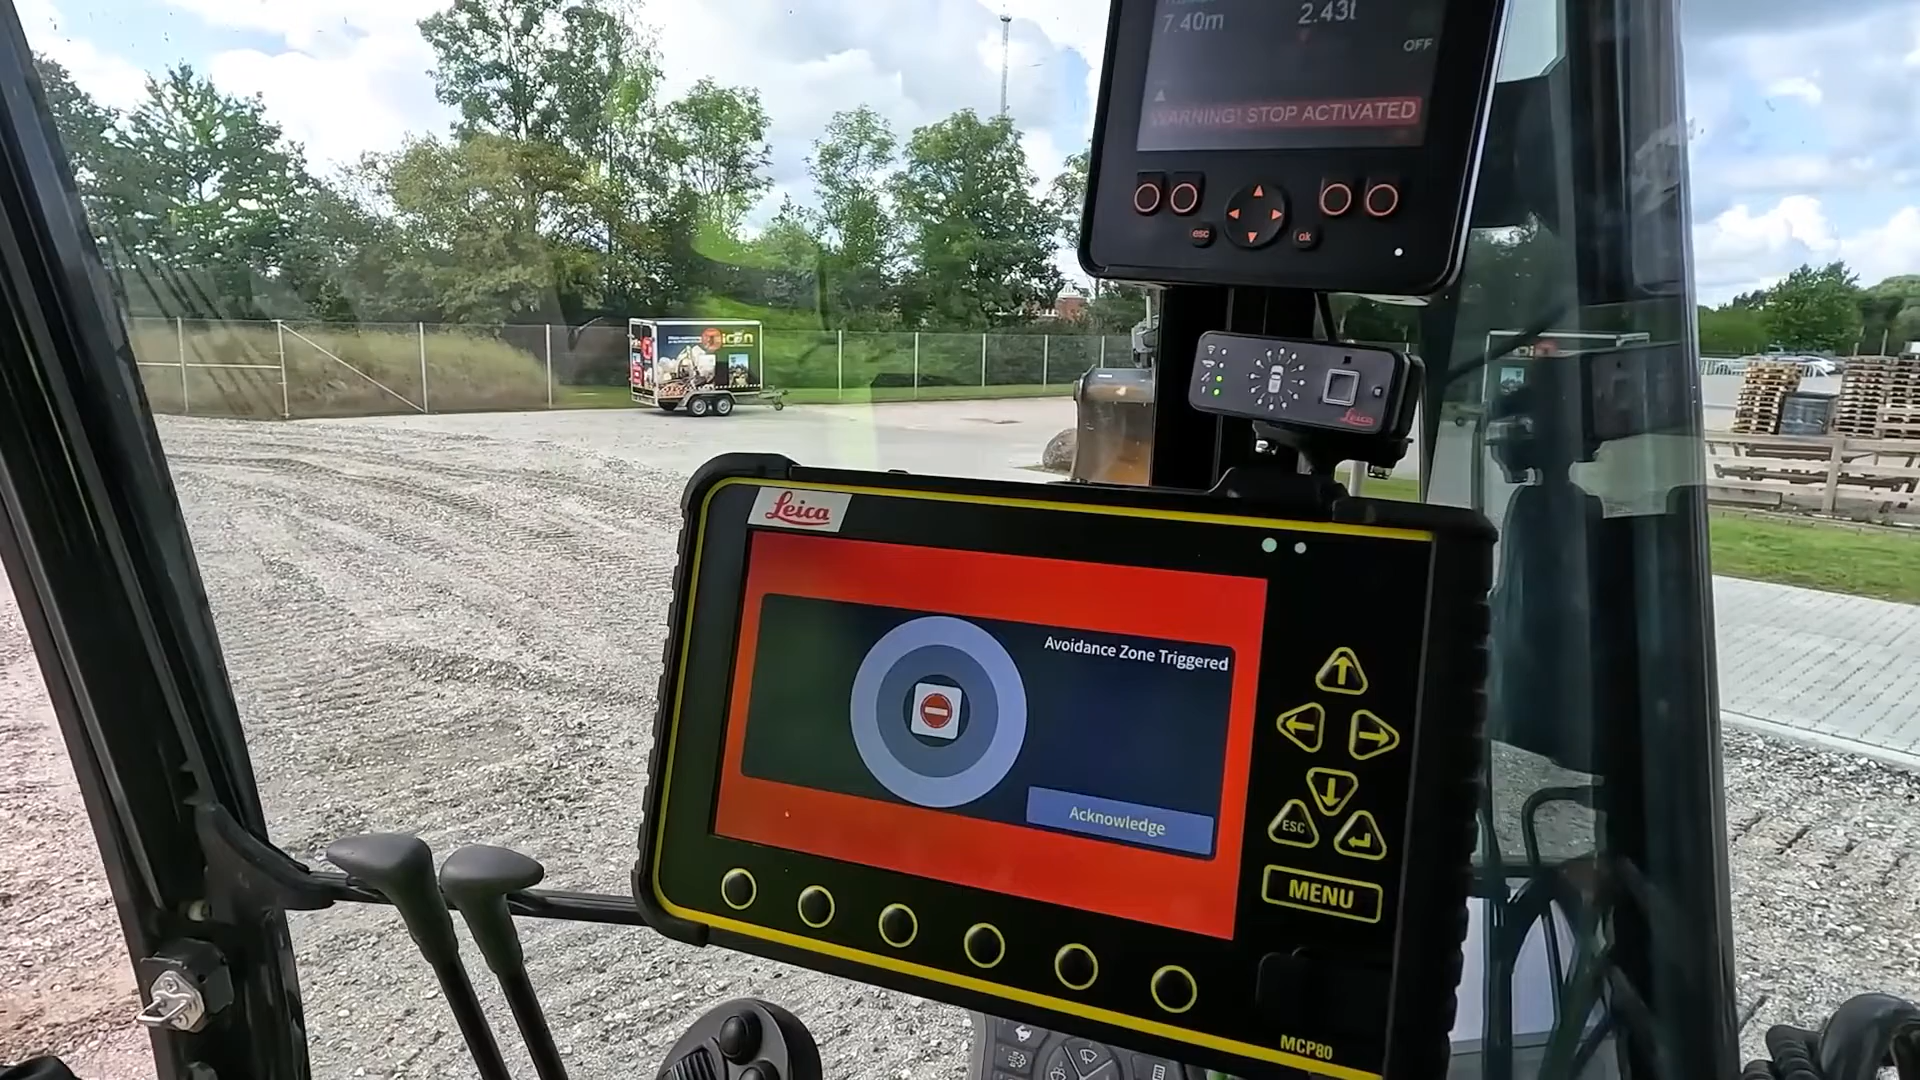 7.40m
2.43t
OFF
WARNING! STOP ACTIVATED
esc
ok
icon
Leica
Leica
Avoidance Zone Triggered
Acknowledge
ESC
MENU
MCP80